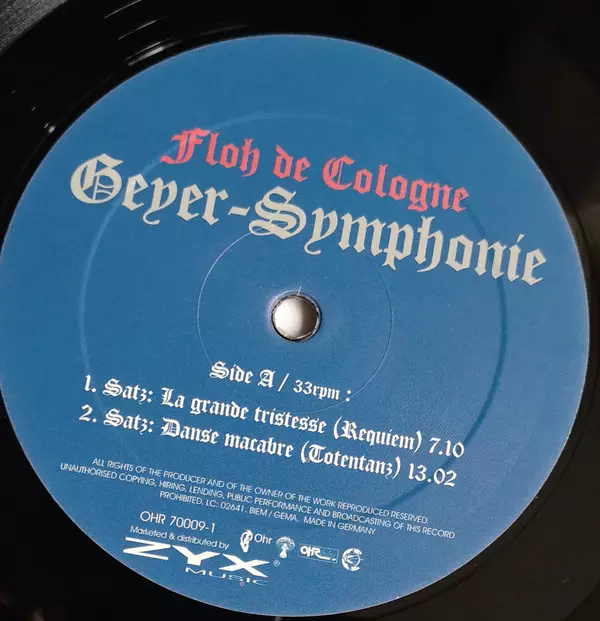 Floh de Cologne
Geyer-Symphonie
Side A / 33rpm :
1. Satz: La grande tristesse (Requiem) 7.10
2. Satz: Danse macabre (Totentanz) 13.02
ALL RIGHTS OF THE PRODUCER AND OF THE OWNER OF THE WORK REPRODUCED RESERVED.
UNAUTHORISED COPYING, HIRING, LENDING, PUBLIC PERFORMANCE AND BROADCASTING OF THIS RECORD
PROHIBITED. LC: 02641. BIEM / GEMA. MADE IN GERMANY
OHR 70009-1
Marketed & distributed by
Ohr
OHR
ZYX
MUSIC